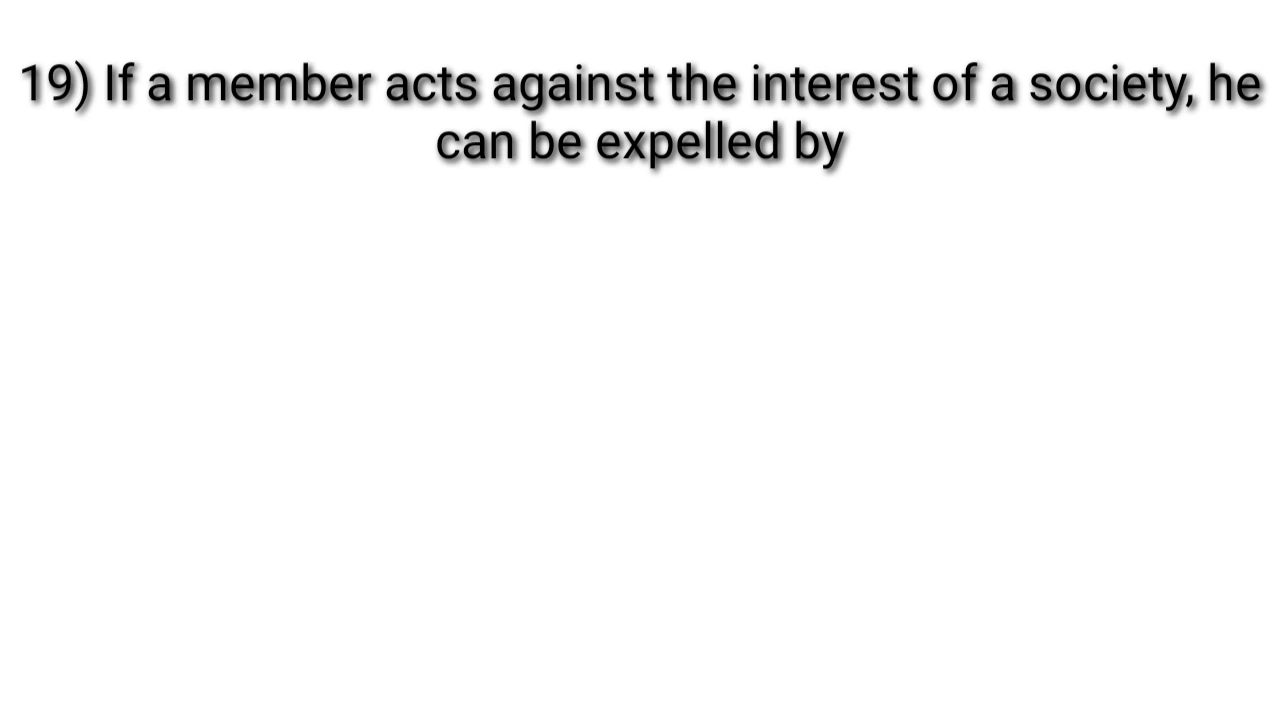 19) If a member acts against the interest of a society, he
can be expelled by